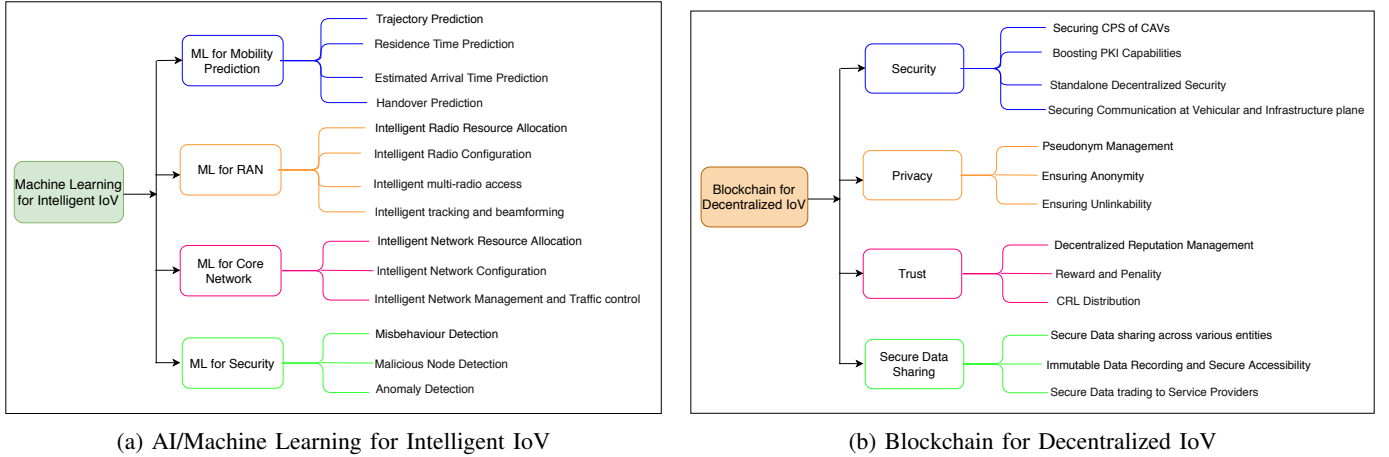 Machine Learning
for Intelligent IoV
ML for Mobility
Prediction
Trajectory Prediction
Residence Time Prediction
Estimated Arrival Time Prediction
Handover Prediction
ML for RAN
Intelligent Radio Resource Allocation
Intelligent Radio Configuration
Intelligent multi-radio access
Intelligent tracking and beamforming
ML for Core
Network
Intelligent Network Resource Allocation
Intelligent Network Configuration
Intelligent Network Management and Traffic control
ML for Security
Misbehaviour Detection
Malicious Node Detection
Anomaly Detection
(a) AI/Machine Learning for Intelligent IoV
Blockchain for
Decentralized IoV
Security
Securing CPS of CAVs
Boosting PKI Capabilities
Standalone Decentralized Security
Securing Communication at Vehicular and Infrastructure plane
Privacy
Pseudonym Management
Ensuring Anonymity
Ensuring Unlinkability
Trust
Decentralized Reputation Management
Reward and Penality
CRL Distribution
Secure Data
Sharing
Secure Data sharing across various entities
Immutable Data Recording and Secure Accessibility
Secure Data trading to Service Providers
(b) Blockchain for Decentralized IoV